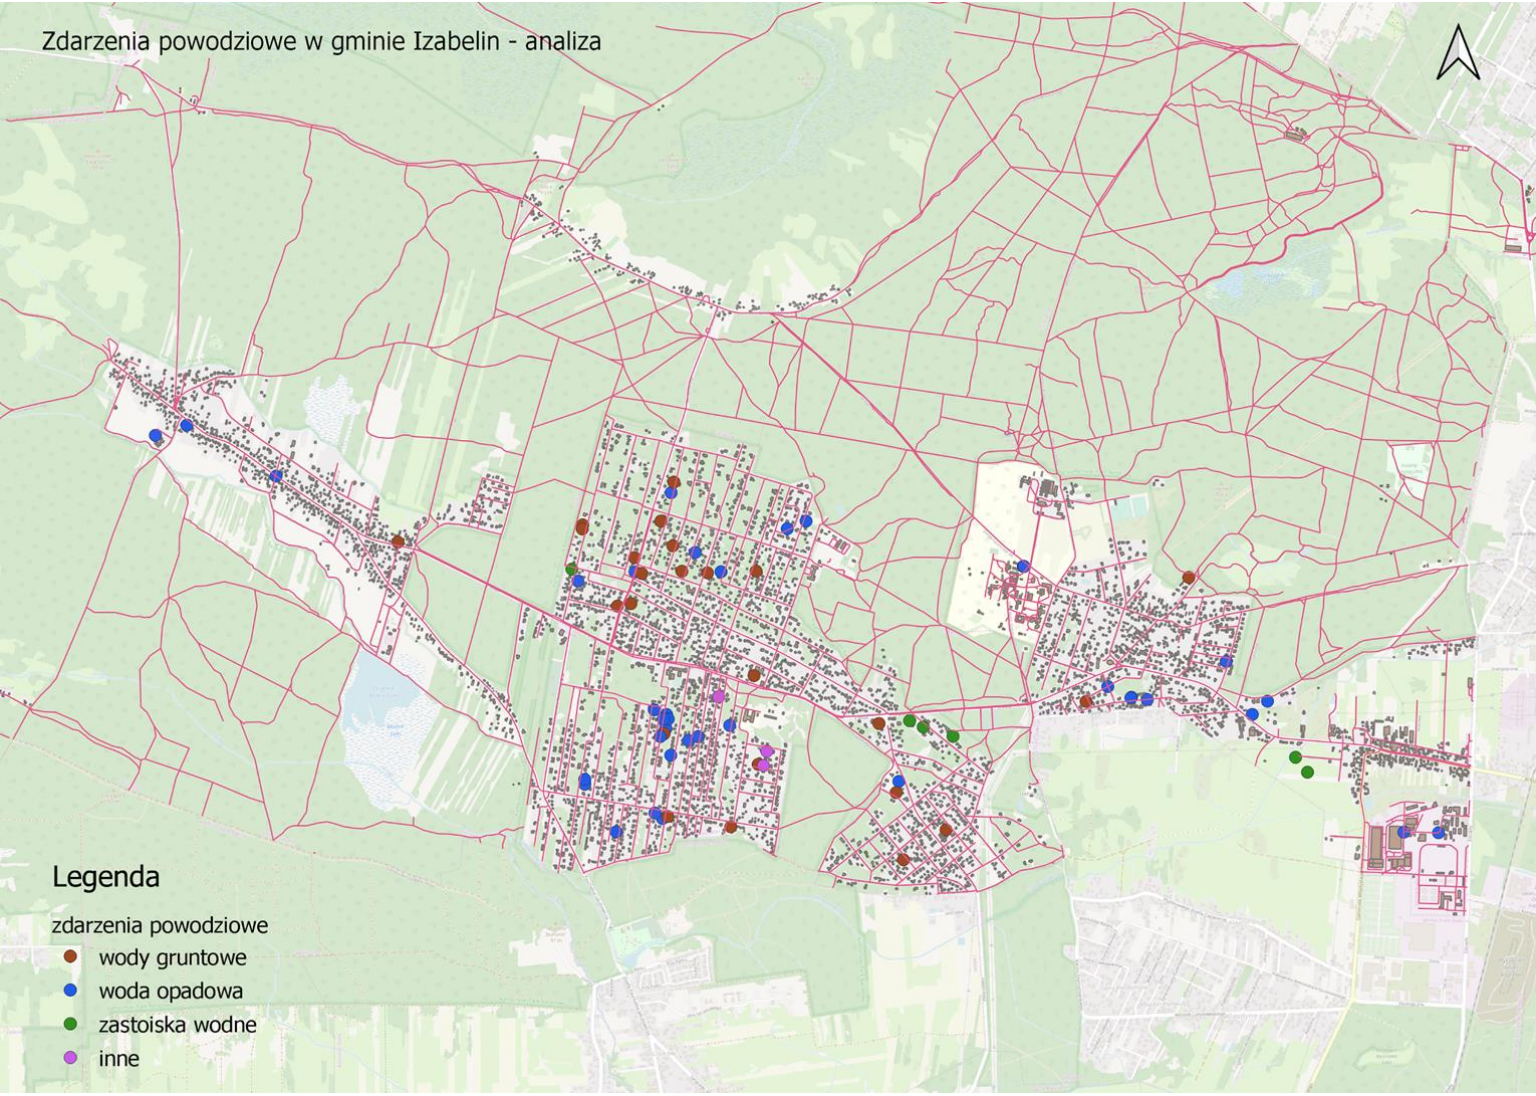 Zdarzenia powodziowe w gminie Izabelin - analiza
Legenda
zdarzenia powodziowe
wody gruntowe
woda opadowa
zastoiska wodne
inne